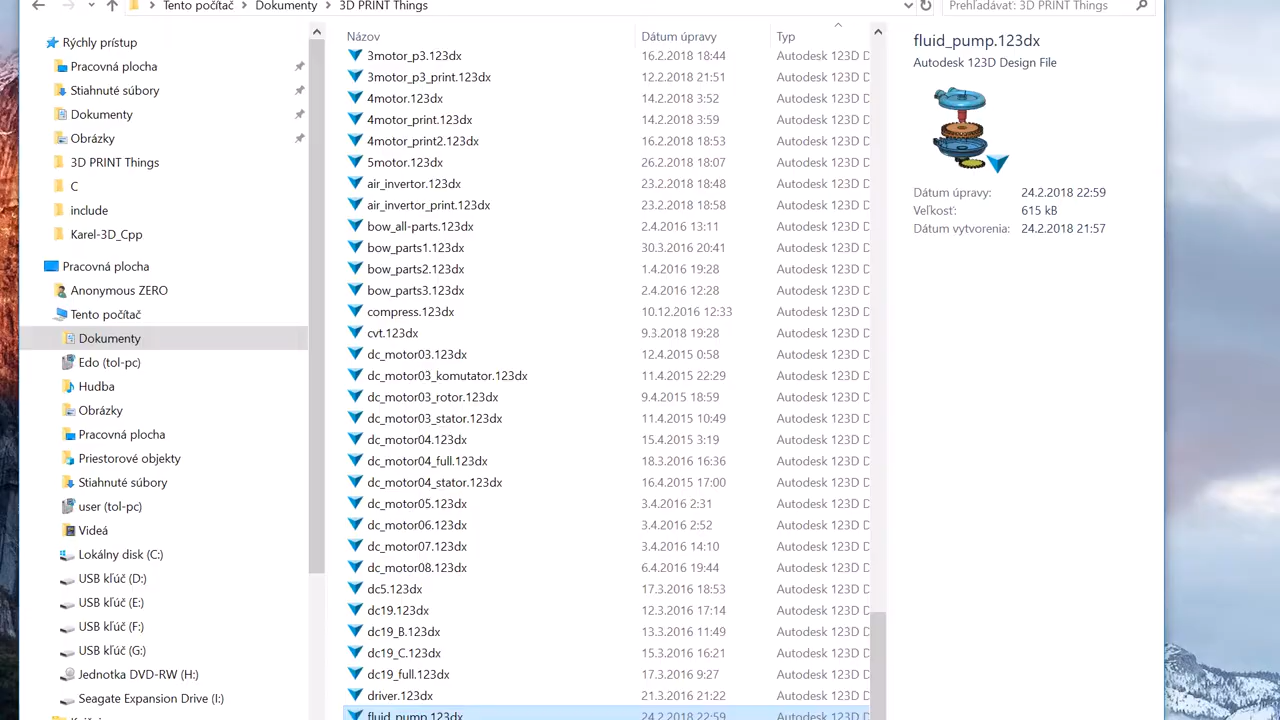 Tento počítač > Dokumenty > 3D PRINT Things
Prehľadávať: 3D PRINT Things
Rýchly prístup
Pracovná plocha
Stiahnuté súbory
Dokumenty
Obrázky
3D PRINT Things
C
include
Karel-3D_Cpp
Pracovná plocha
Anonymous ZERO
Tento počítač
Dokumenty
Edo (tol-pc)
Hudba
Obrázky
Pracovná plocha
Priestorové objekty
Stiahnuté súbory
user (tol-pc)
Videá
Lokálny disk (C:)
USB kľúč (D:)
USB kľúč (E:)
USB kľúč (F:)
USB kľúč (G:)
Jednotka DVD-RW (H:)
Seagate Expansion Drive (I:)
Názov Dátum úpravy Typ
3motor_p3.123dx 16.2.2018 18:44 Autodesk 123D D
3motor_p3_print.123dx 12.2.2018 21:51 Autodesk 123D D
4motor.123dx 14.2.2018 3:52 Autodesk 123D D
4motor_print.123dx 14.2.2018 3:59 Autodesk 123D D
4motor_print2.123dx 16.2.2018 18:53 Autodesk 123D D
5motor.123dx 26.2.2018 18:07 Autodesk 123D D
air_invertor.123dx 23.2.2018 18:48 Autodesk 123D D
air_invertor_print.123dx 23.2.2018 18:58 Autodesk 123D D
bow_all-parts.123dx 2.4.2016 13:11 Autodesk 123D D
bow_parts1.123dx 30.3.2016 20:41 Autodesk 123D D
bow_parts2.123dx 1.4.2016 19:28 Autodesk 123D D
bow_parts3.123dx 2.4.2016 12:28 Autodesk 123D D
compress.123dx 10.12.2016 12:33 Autodesk 123D D
cvt.123dx 9.3.2018 19:28 Autodesk 123D D
dc_motor03.123dx 12.4.2015 0:58 Autodesk 123D D
dc_motor03_komutator.123dx 11.4.2015 22:29 Autodesk 123D D
dc_motor03_rotor.123dx 9.4.2015 18:59 Autodesk 123D D
dc_motor03_stator.123dx 11.4.2015 10:49 Autodesk 123D D
dc_motor04.123dx 15.4.2015 3:19 Autodesk 123D D
dc_motor04_full.123dx 18.3.2016 16:36 Autodesk 123D D
dc_motor04_stator.123dx 16.4.2015 17:00 Autodesk 123D D
dc_motor05.123dx 3.4.2016 2:31 Autodesk 123D D
dc_motor06.123dx 3.4.2016 2:52 Autodesk 123D D
dc_motor07.123dx 3.4.2016 14:10 Autodesk 123D D
dc_motor08.123dx 6.4.2016 19:44 Autodesk 123D D
dc5.123dx 17.3.2016 18:53 Autodesk 123D D
dc19.123dx 12.3.2016 17:14 Autodesk 123D D
dc19_B.123dx 13.3.2016 11:49 Autodesk 123D D
dc19_C.123dx 15.3.2016 16:21 Autodesk 123D D
dc19_full.123dx 17.3.2016 9:27 Autodesk 123D D
driver.123dx 21.3.2016 21:22 Autodesk 123D D
fluid_pump.123dx 24.2.2018 22:59 Autodesk 123D D
fluid_pump.123dx
Autodesk 123D Design File
Dátum úpravy: 24.2.2018 22:59
Veľkosť: 615 kB
Dátum vytvorenia: 24.2.2018 21:57